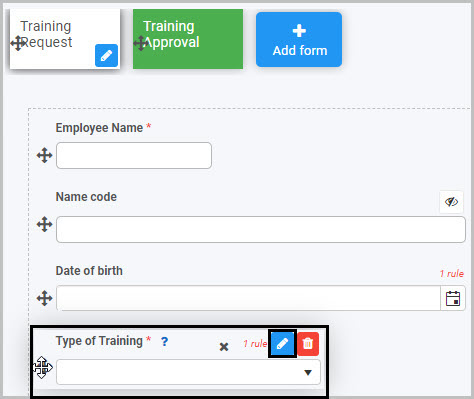 Training
Request
Training
Approval
Add form
Employee Name *
Name code
Date of birth
1 rule
Type of Training * ?
1 rule